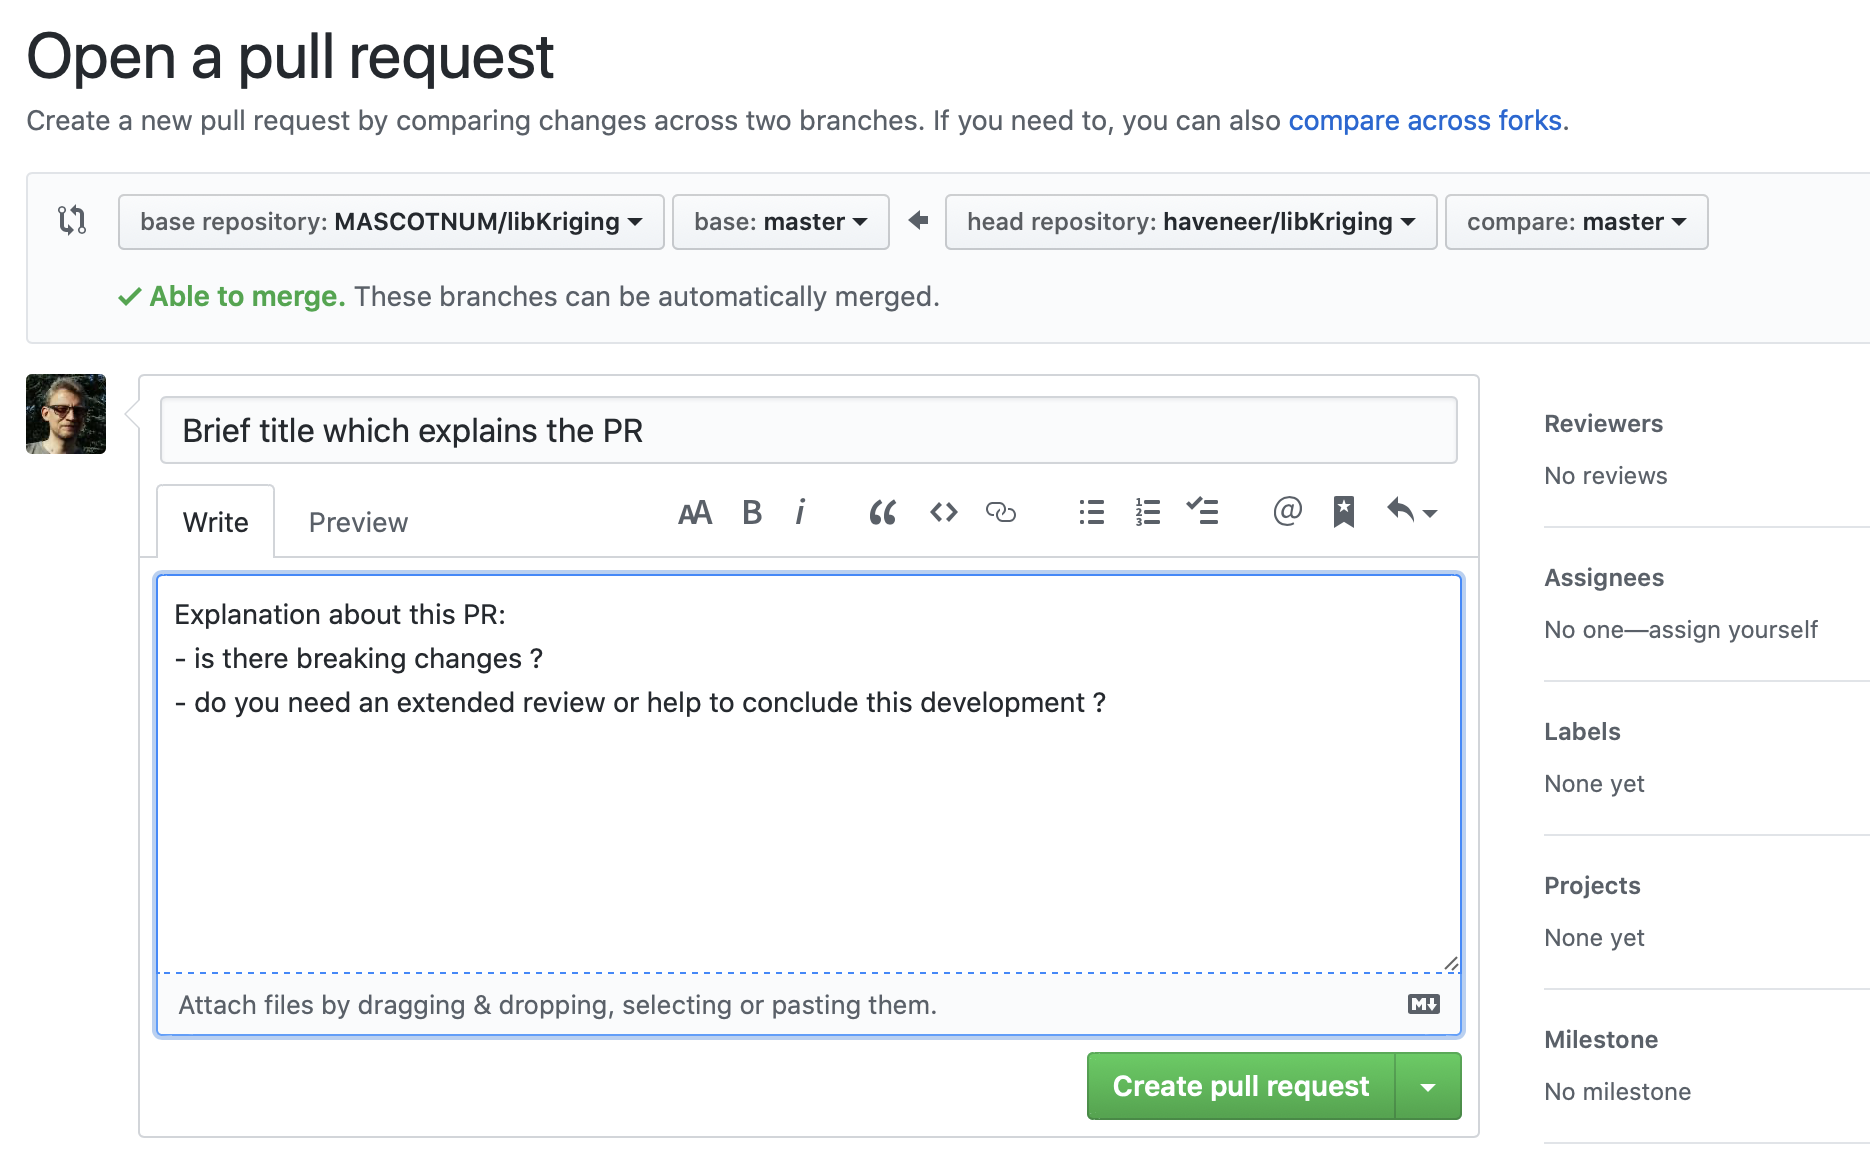 Open a pull request
Create a new pull request by comparing changes across two branches. If you need to, you can also compare across forks.
base repository: MASCOTNUM/libKriging base: master head repository: haveneer/libKriging compare: master
Able to merge. These branches can be automatically merged.
Brief title which explains the PR
Write Preview
Explanation about this PR:
- is there breaking changes ?
- do you need an extended review or help to conclude this development ?
Attach files by dragging & dropping, selecting or pasting them.
Create pull request
Reviewers
No reviews
Assignees
No one—assign yourself
Labels
None yet
Projects
None yet
Milestone
No milestone